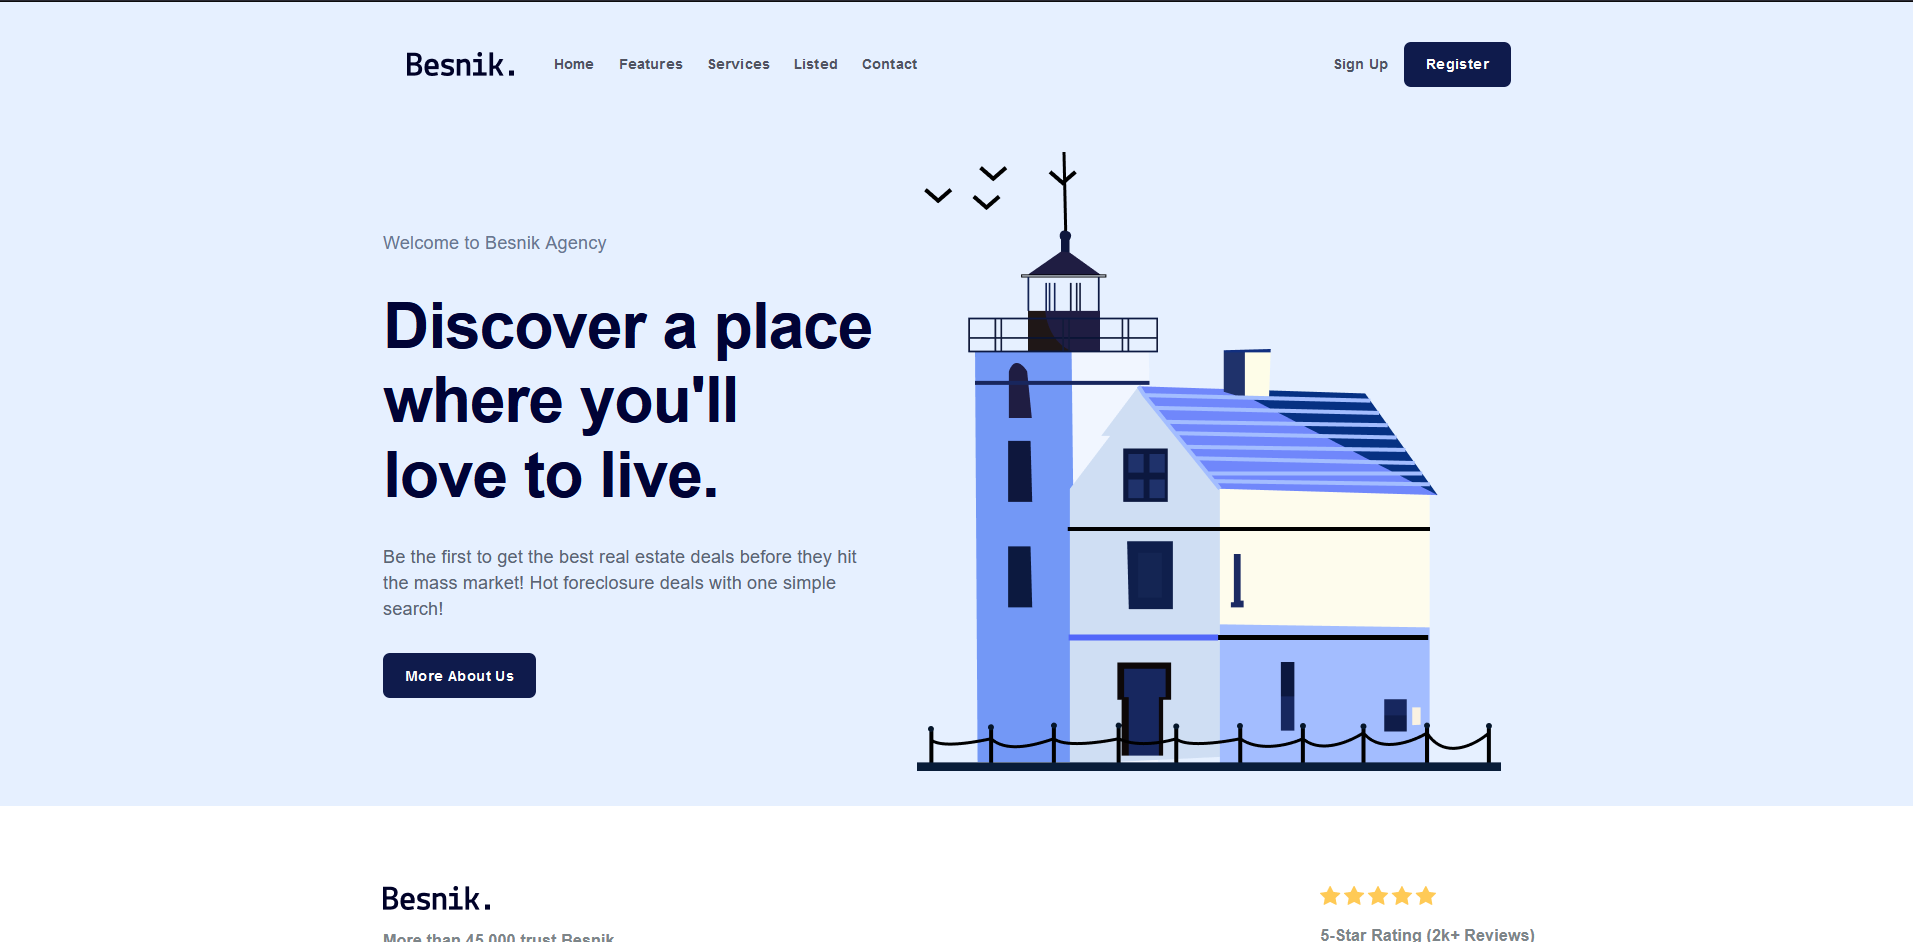 Besnik.
Home
Features
Services
Listed
Contact
Sign Up
Register
Welcome to Besnik Agency
Discover a place
where you'll
love to live.
Be the first to get the best real estate deals before they hit
the mass market! Hot foreclosure deals with one simple
search!
More About Us
Besnik.
More than 45,000 trust Besnik
5-Star Rating (2k+ Reviews)